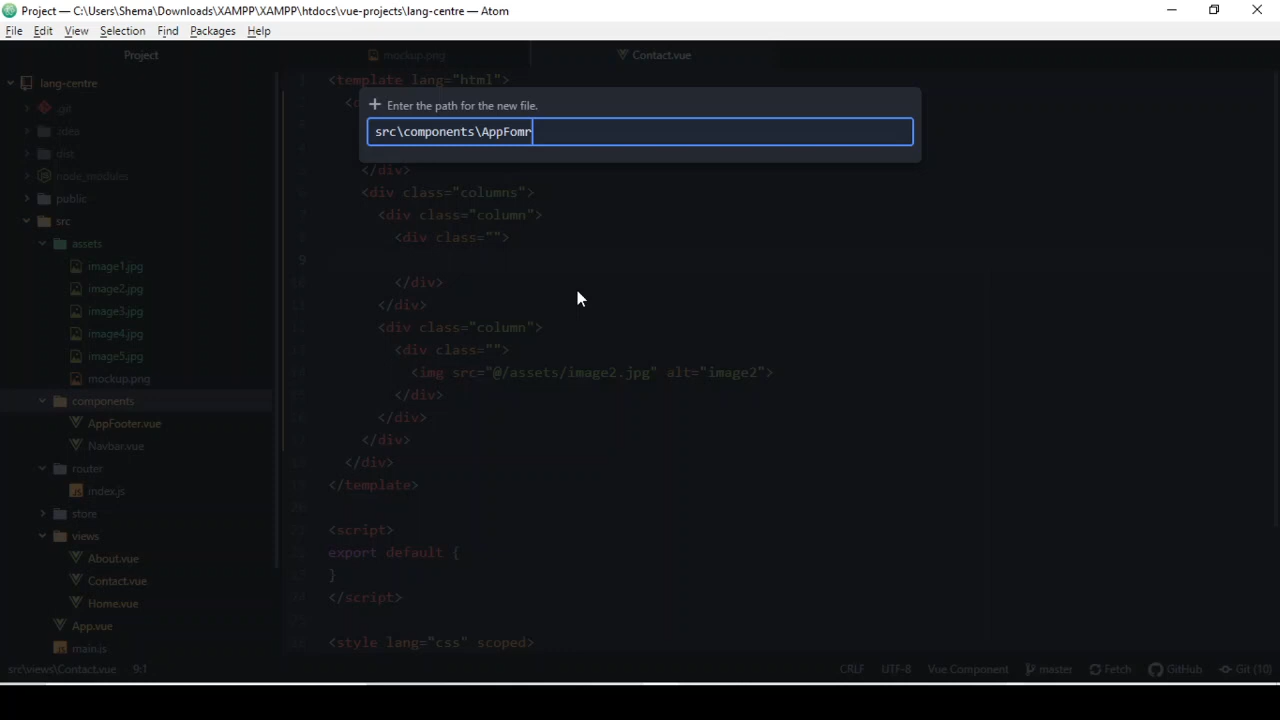 Project — C:\Users\Shema\Downloads\XAMPP\XAMPP\htdocs\vue-projects\lang-centre — Atom
File Edit View Selection Find Packages Help
Project mockup.png Contact.vue
lang-centre
.git
.idea
dist
node_modules
public
src
assets
image1.jpg
image2.jpg
image3.jpg
image4.jpg
image5.jpg
mockup.png
components
AppFooter.vue
Navbar.vue
router
index.js
store
views
About.vue
Contact.vue
Home.vue
App.vue
main.js
Enter the path for the new file.
src\components\AppFomr
1 <template lang="html">
</div>
<div class="columns">
<div class="column">
<div class="">
9
10 </div>
</div>
<div class="column">
<div class="">
<img src="@/assets/image2.jpg" alt="image2">
</div>
</div>
</div>
</div>
</template>
<script>
export default {
}
</script>
<style lang="css" scoped>
src\views\Contact.vue 9:1 CRLF UTF-8 Vue Component master Fetch GitHub Git (10)